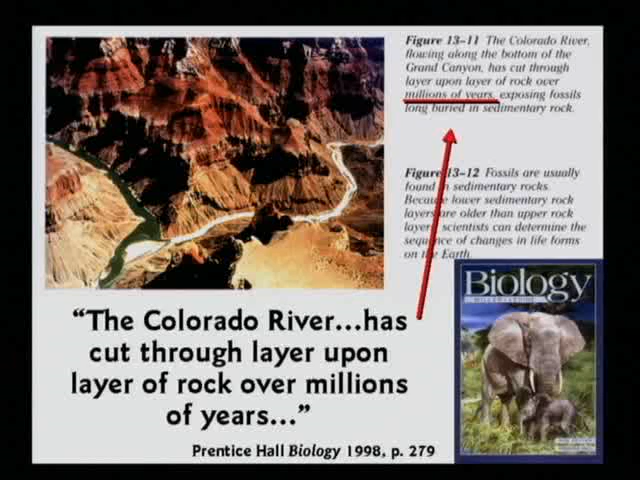 Figure 13–11 The Colorado River,
flowing along the bottom of the
Grand Canyon, has cut through
layer upon layer of rock over
millions of years, exposing fossils
long buried in sedimentary rock.
Figure 13–12 Fossils are usually
found in sedimentary rocks.
Because lower sedimentary rock
layers are older than upper rock
layers, scientists can determine the
sequence of changes in life forms
on the Earth.
“The Colorado River...has
cut through layer upon
layer of rock over millions
of years...”
Prentice Hall Biology 1998, p. 279
Biology